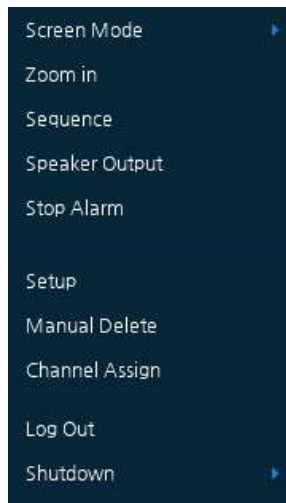 Screen Mode
Zoom in
Sequence
Speaker Output
Stop Alarm
Setup
Manual Delete
Channel Assign
Log Out
Shutdown